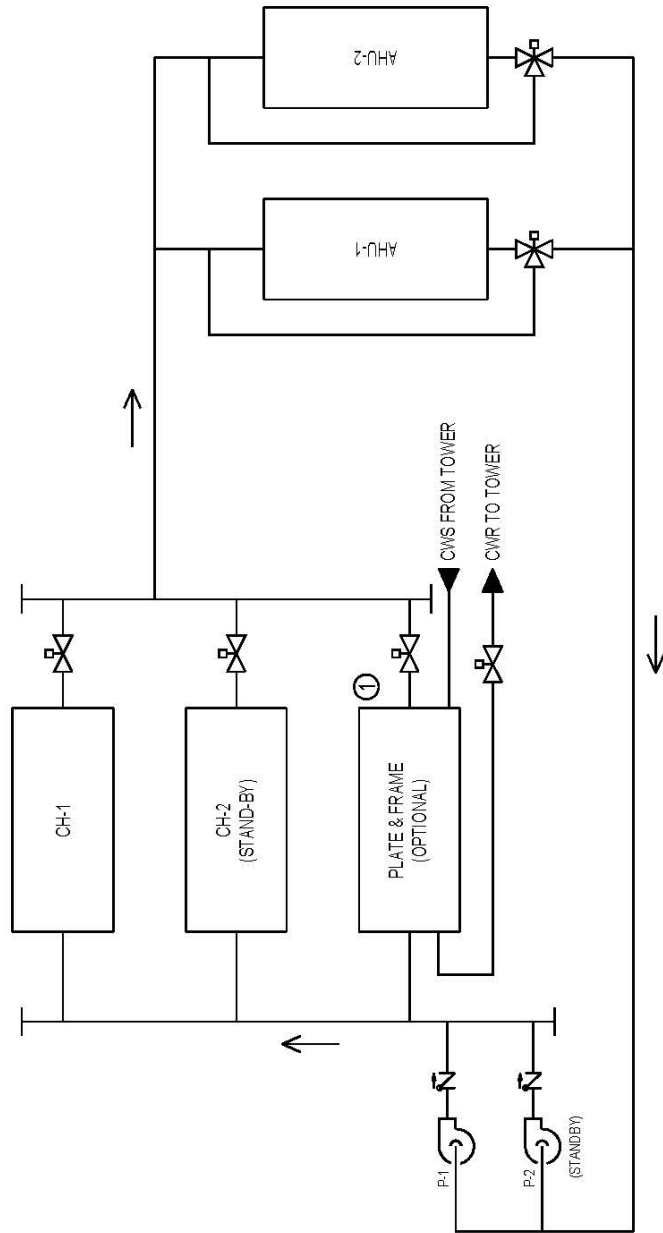 CH-1
CH-2
(STAND-BY)
PLATE & FRAME
(OPTIONAL)
1
CWS FROM TOWER
CWR TO TOWER
AHU-1
AHU-2
P-1
P-2
(STANDBY)